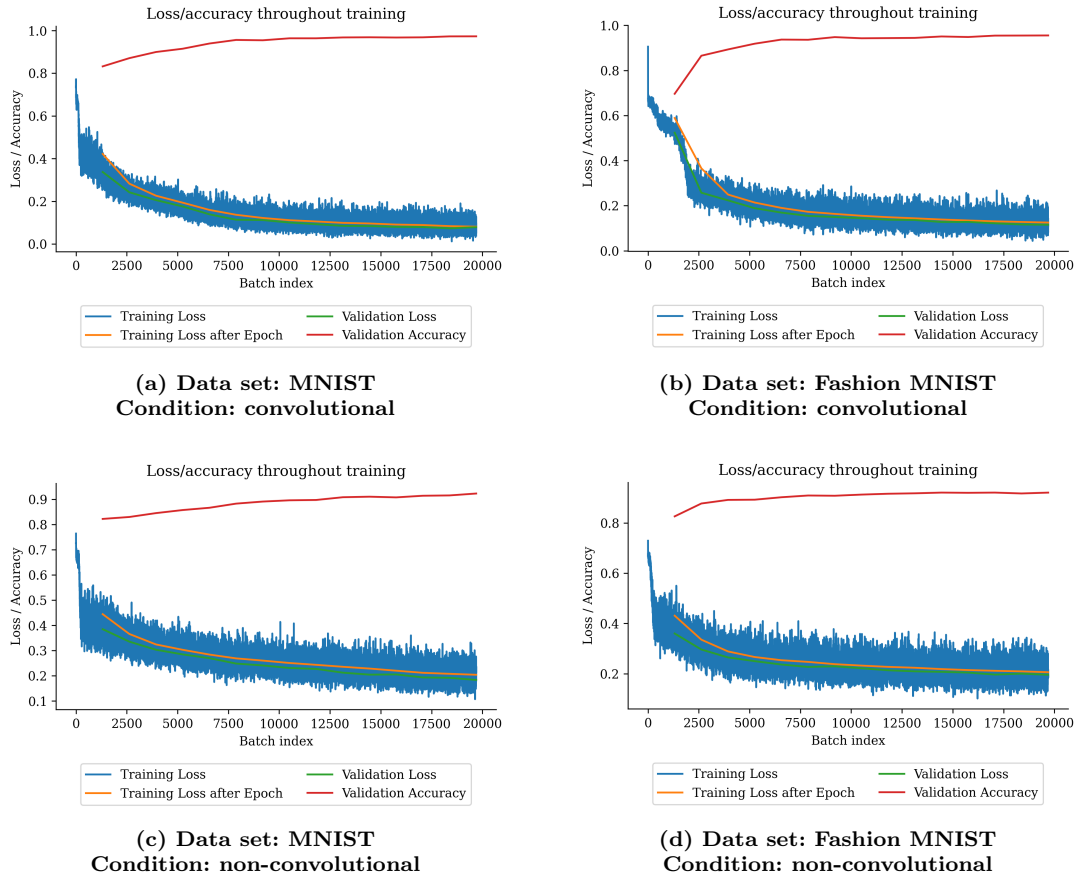 Loss/accuracy throughout training
1.0
0.8
0.6
0.4
0.2
0.0
Loss / Accuracy
0 2500 5000 7500 10000 12500 15000 17500 20000
Batch index
Training Loss Validation Loss
Training Loss after Epoch Validation Accuracy
(a) Data set: MNIST
Condition: convolutional
Loss/accuracy throughout training
1.0
0.8
0.6
0.4
0.2
0.0
Loss / Accuracy
0 2500 5000 7500 10000 12500 15000 17500 20000
Batch index
Training Loss Validation Loss
Training Loss after Epoch Validation Accuracy
(b) Data set: Fashion MNIST
Condition: convolutional
Loss/accuracy throughout training
0.9
0.8
0.7
0.6
0.5
0.4
0.3
0.2
0.1
Loss / Accuracy
0 2500 5000 7500 10000 12500 15000 17500 20000
Batch index
Training Loss Validation Loss
Training Loss after Epoch Validation Accuracy
(c) Data set: MNIST
Condition: non-convolutional
Loss/accuracy throughout training
0.8
0.6
0.4
0.2
Loss / Accuracy
0 2500 5000 7500 10000 12500 15000 17500 20000
Batch index
Training Loss Validation Loss
Training Loss after Epoch Validation Accuracy
(d) Data set: Fashion MNIST
Condition: non-convolutional